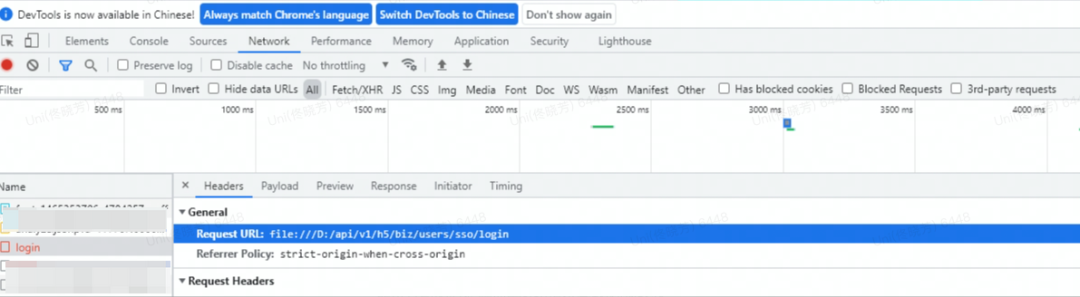 DevTools is now available in Chinese! Always match Chrome's language Switch DevTools to Chinese Don't show again
Elements Console Sources Network Performance Memory Application Security Lighthouse
Preserve log Disable cache No throttling
Filter Invert Hide data URLs All Fetch/XHR JS CSS Img Media Font Doc WS Wasm Manifest Other Has blocked cookies Blocked Requests 3rd-party requests
500 ms 1000 ms 1500 ms 2000 ms 2500 ms 3000 ms 3500 ms 4000 ms
Name Headers Payload Preview Response Initiator Timing
General
Request URL: file:///D:/api/v1/h5/biz/users/sso/login
login
Referrer Policy: strict-origin-when-cross-origin
Request Headers